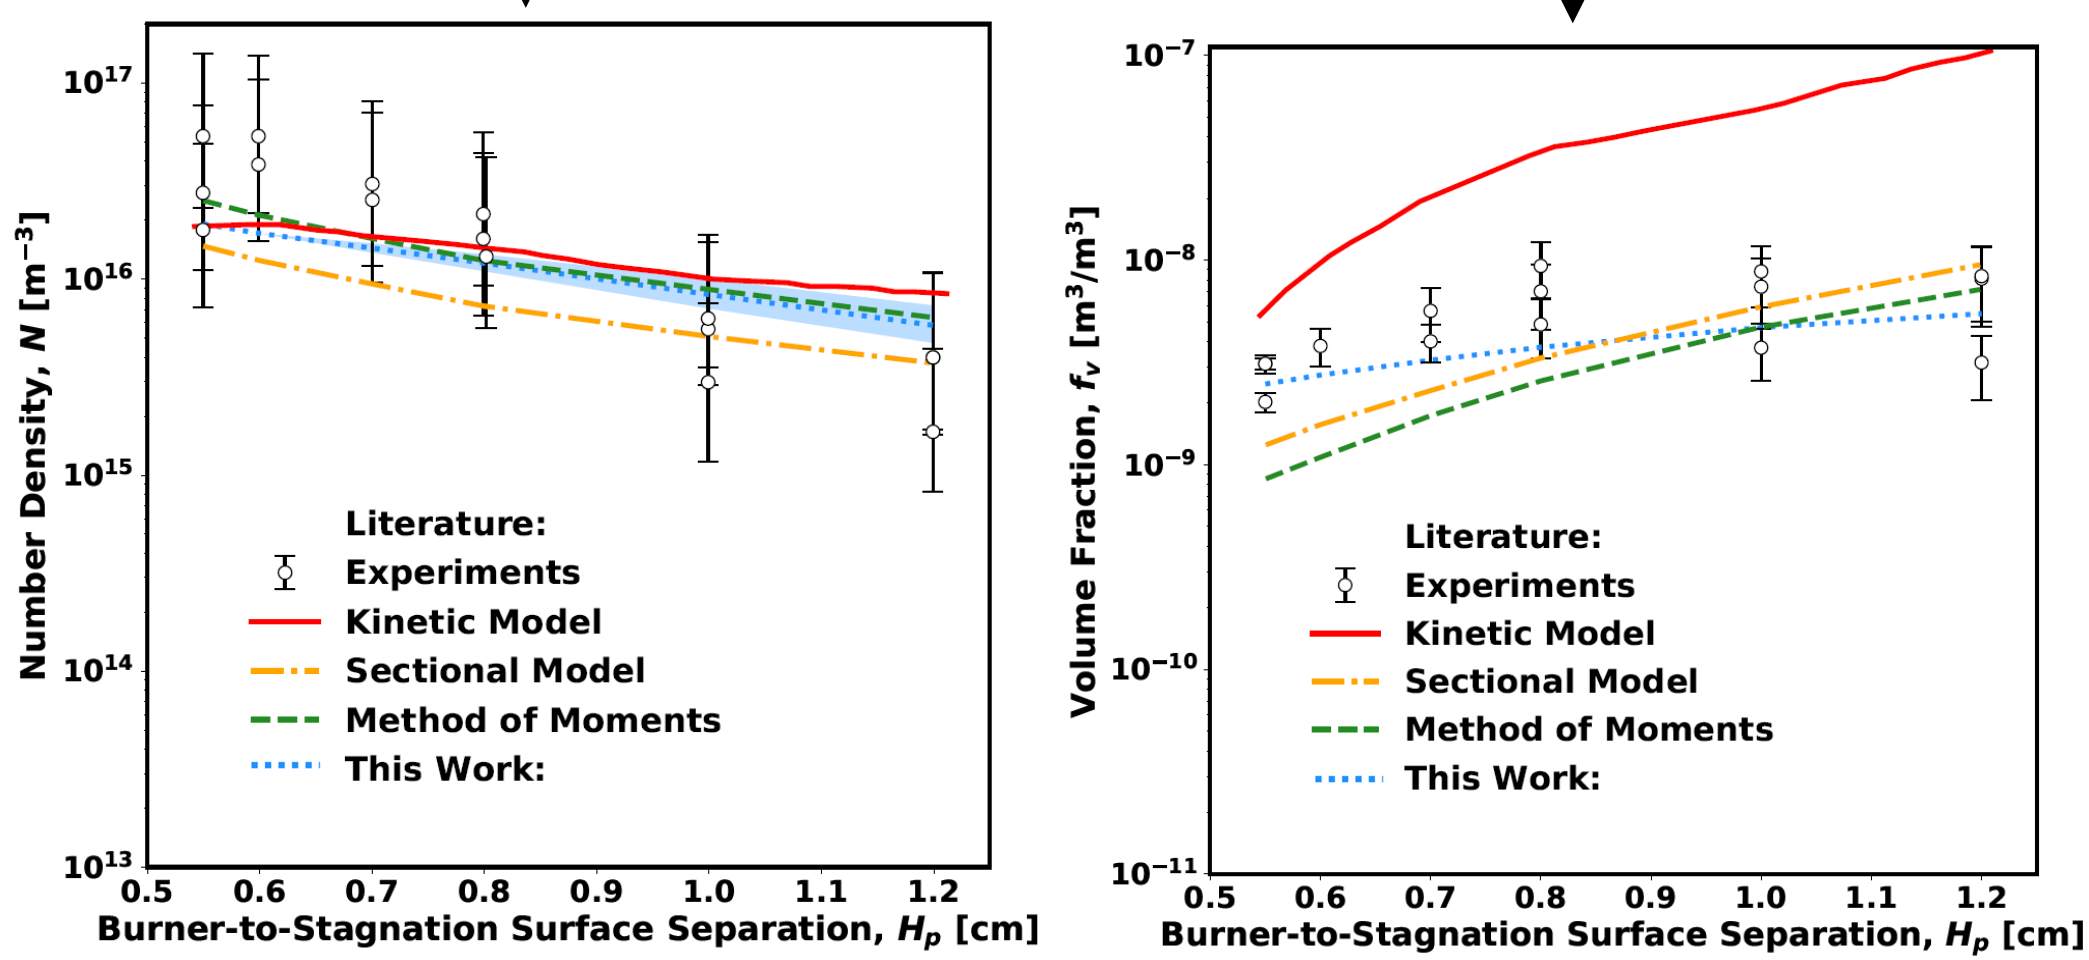 10^17
10^16
10^15
10^14
10^13
Number Density, N [m^−3]
Literature:
Experiments
Kinetic Model
Sectional Model
Method of Moments
This Work:
0.5 0.6 0.7 0.8 0.9 1.0 1.1 1.2
Burner-to-Stagnation Surface Separation, H_p [cm]
10^−7
10^−8
10^−9
10^−10
10^−11
Volume Fraction, f_v [m^3/m^3]
Literature:
Experiments
Kinetic Model
Sectional Model
Method of Moments
This Work:
0.5 0.6 0.7 0.8 0.9 1.0 1.1 1.2
Burner-to-Stagnation Surface Separation, H_p [cm]